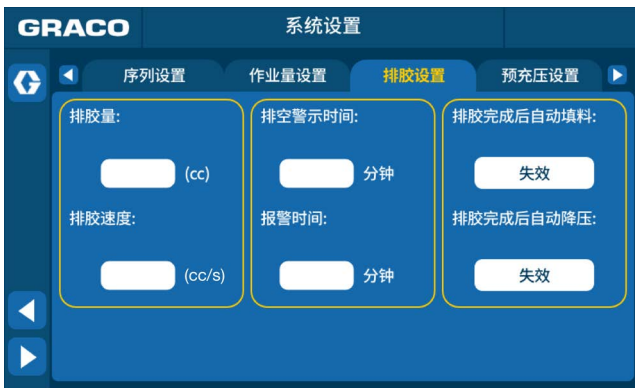 GRACO
系统设置
序列设置 作业量设置 排胶设置 预充压设置
排胶量: 排空警示时间: 排胶完成后自动填料:
(cc) 分钟 失效
排胶速度: 报警时间: 排胶完成后自动降压:
(cc/s) 分钟 失效